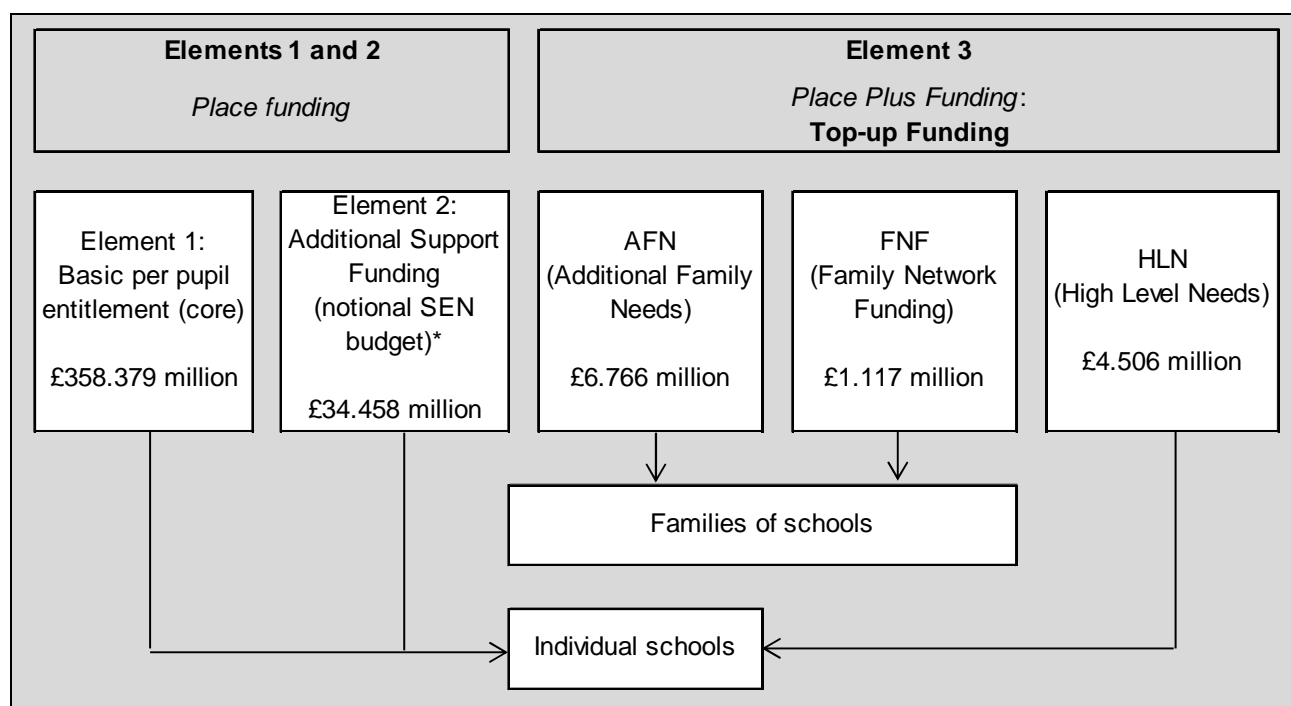 Elements 1 and 2
Place funding
Element 3
Place Plus Funding:
Top-up Funding
Element 1:
Basic per pupil
entitlement (core)
£358.379 million
Element 2:
Additional Support
Funding
(notional SEN
budget)*
£34.458 million
AFN
(Additional Family
Needs)
£6.766 million
FNF
(Family Network
Funding)
£1.117 million
HLN
(High Level Needs)
£4.506 million
Families of schools
Individual schools